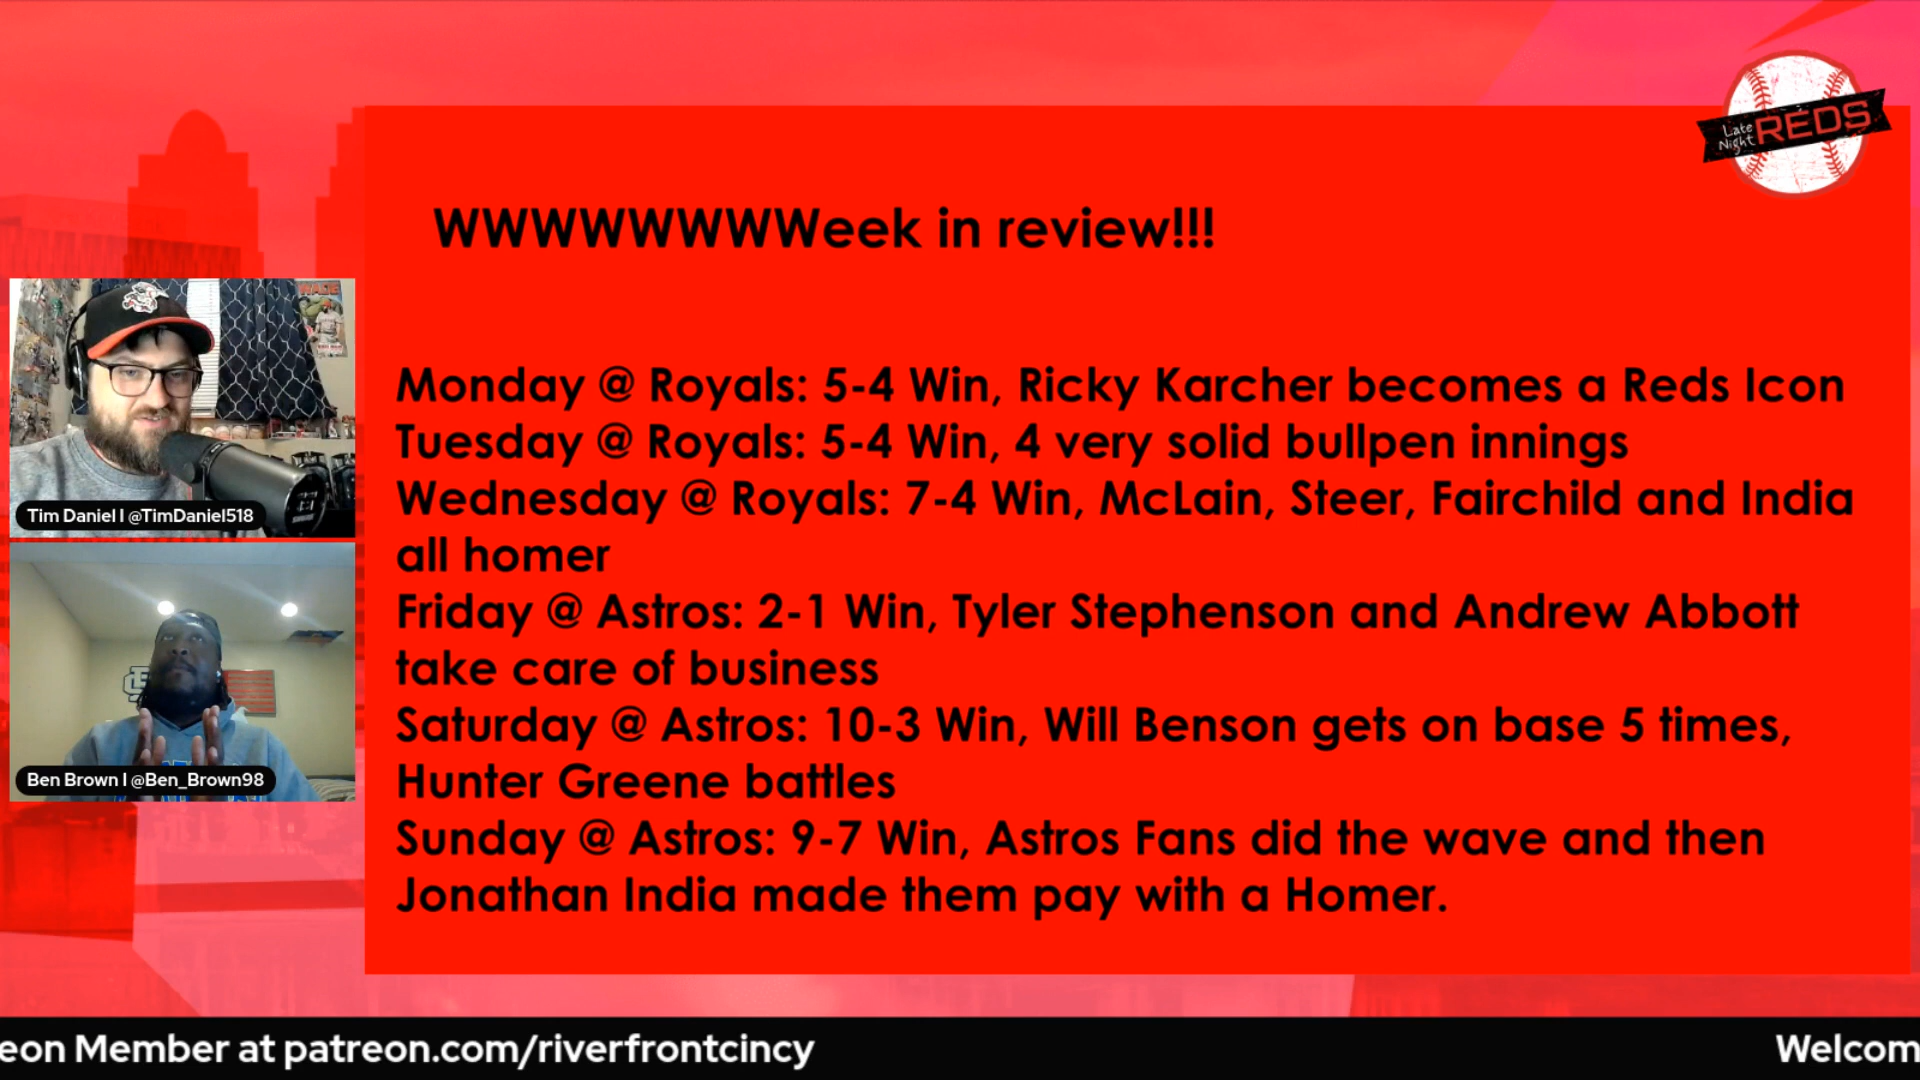 Late
Night
REDS
WWWWWWWWeek in review!!!
Monday @ Royals: 5-4 Win, Ricky Karcher becomes a Reds Icon
Tuesday @ Royals: 5-4 Win, 4 very solid bullpen innings
Wednesday @ Royals: 7-4 Win, McLain, Steer, Fairchild and India
all homer
Friday @ Astros: 2-1 Win, Tyler Stephenson and Andrew Abbott
take care of business
Saturday @ Astros: 10-3 Win, Will Benson gets on base 5 times,
Hunter Greene battles
Sunday @ Astros: 9-7 Win, Astros Fans did the wave and then
Jonathan India made them pay with a Homer.
Tim Daniel I @TimDaniel518
Ben Brown I @Ben_Brown98
eon Member at patreon.com/riverfrontcincy
Welcom